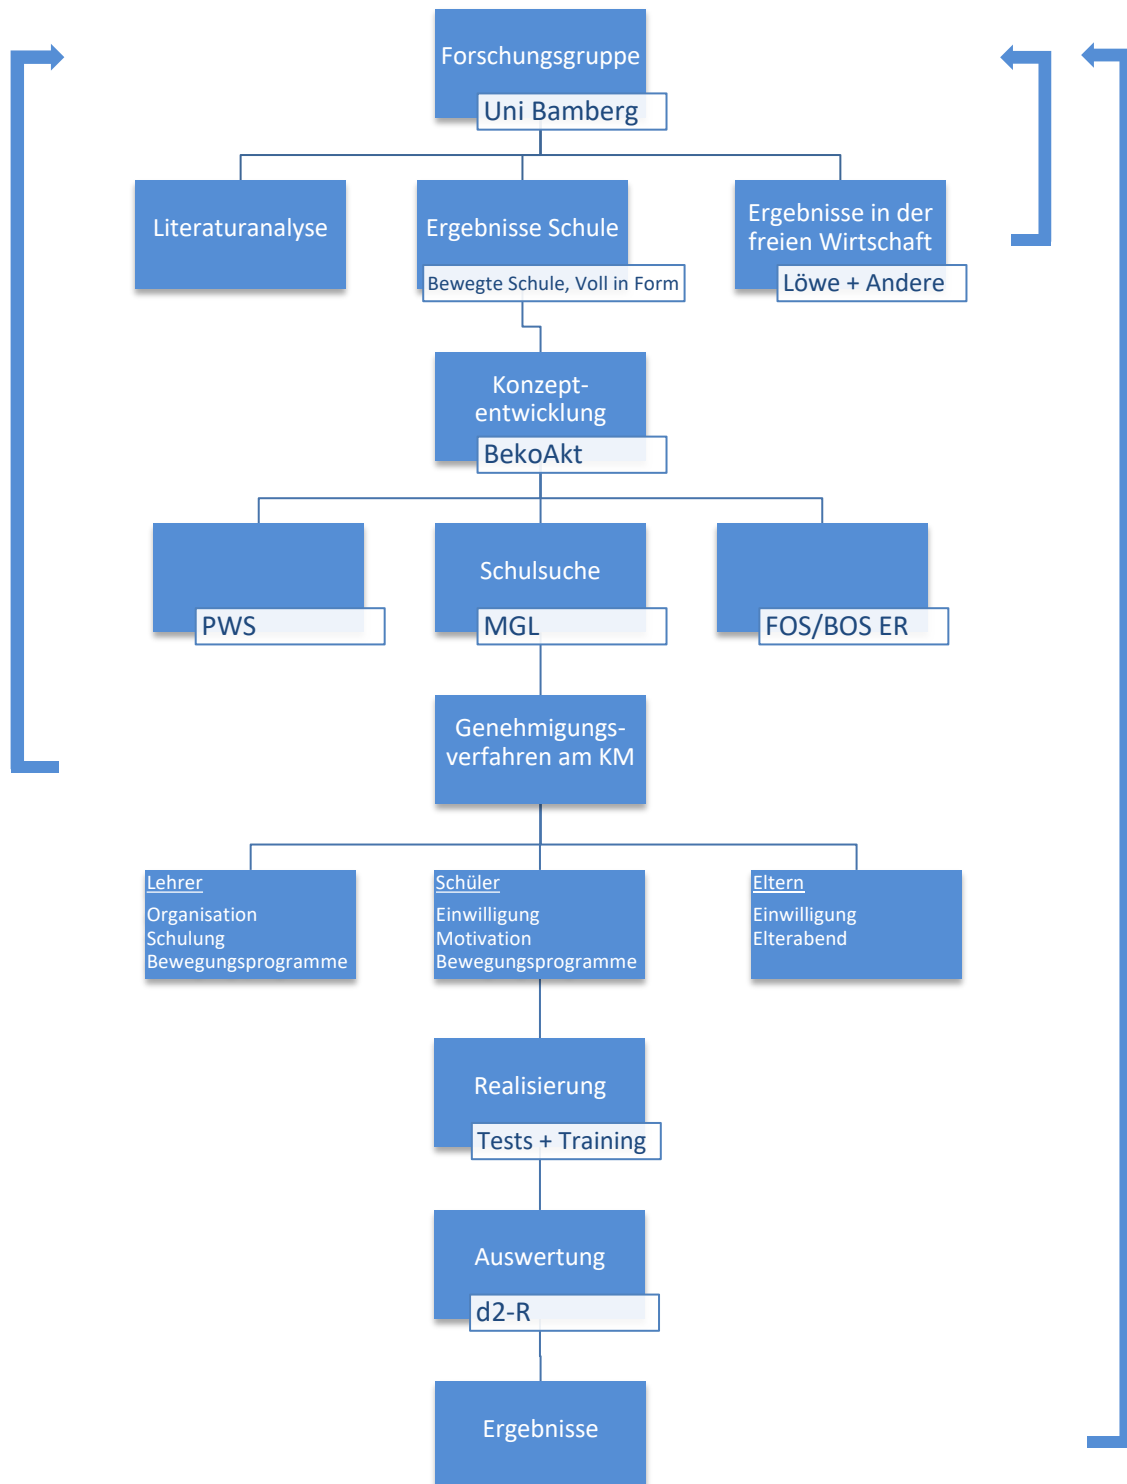 Forschungsgruppe
Uni Bamberg
Literaturanalyse
Ergebnisse Schule
Bewegte Schule, Voll in Form
Ergebnisse in der
freien Wirtschaft
Löwe + Andere
Konzept-
entwicklung
BekoAkt
PWS
Schulsuche
MGL
FOS/BOS ER
Genehmigungs-
verfahren am KM
Lehrer
Organisation
Schulung
Bewegungsprogramme
Schüler
Einwilligung
Motivation
Bewegungsprogramme
Eltern
Einwilligung
Elterabend
Realisierung
Tests + Training
Auswertung
d2-R
Ergebnisse